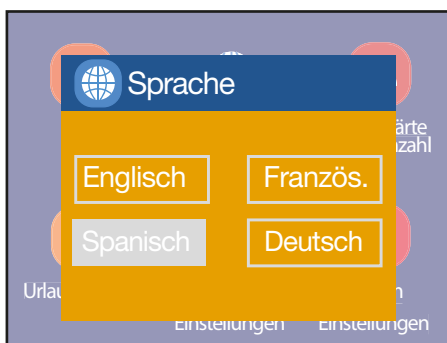 Sprache
Englisch
Französ.
Spanisch
Deutsch
Einstellungen
Einstellungen